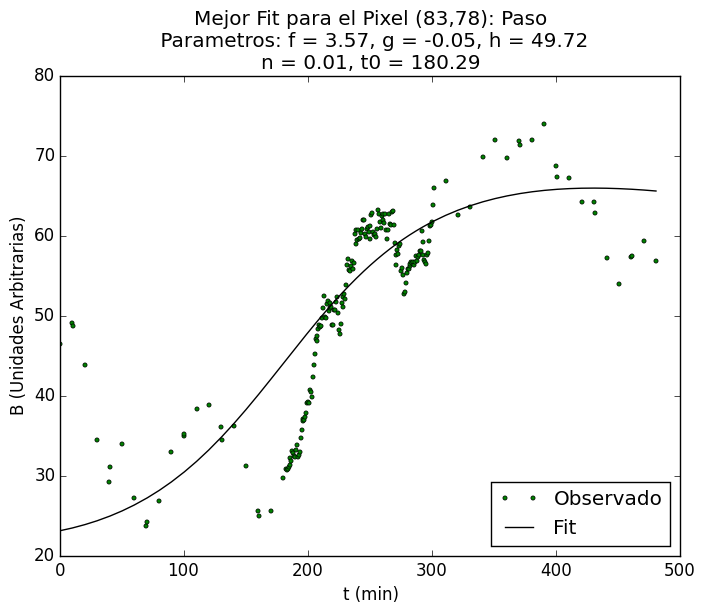 Mejor Fit para el Pixel (83,78): Paso
Parametros: f = 3.57, g = -0.05, h = 49.72
n = 0.01, t0 = 180.29
80
70
60
50
40
30
20
B (Unidades Arbitrarias)
Observado
Fit
0
100
200
300
400
500
t (min)